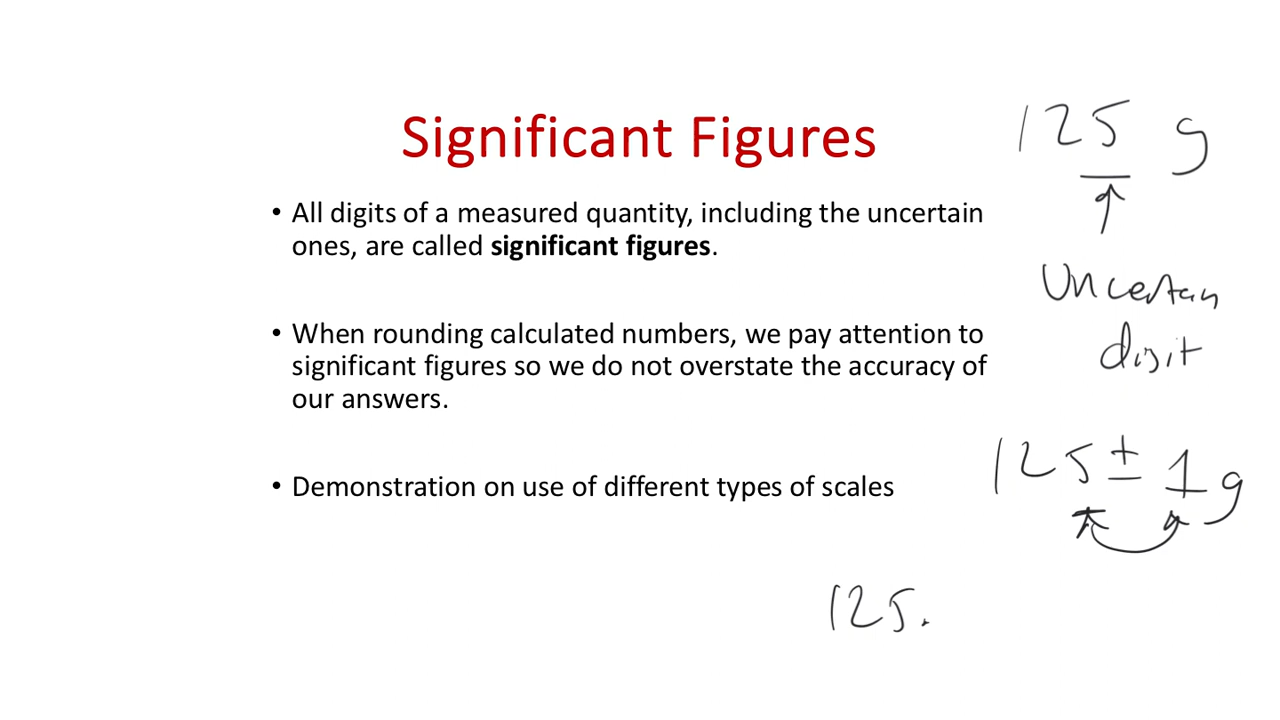 Significant Figures
• All digits of a measured quantity, including the uncertain
ones, are called significant figures.
• When rounding calculated numbers, we pay attention to
significant figures so we do not overstate the accuracy of
our answers.
• Demonstration on use of different types of scales
125 g
Uncertain
digit
125 ± 1 g
125.